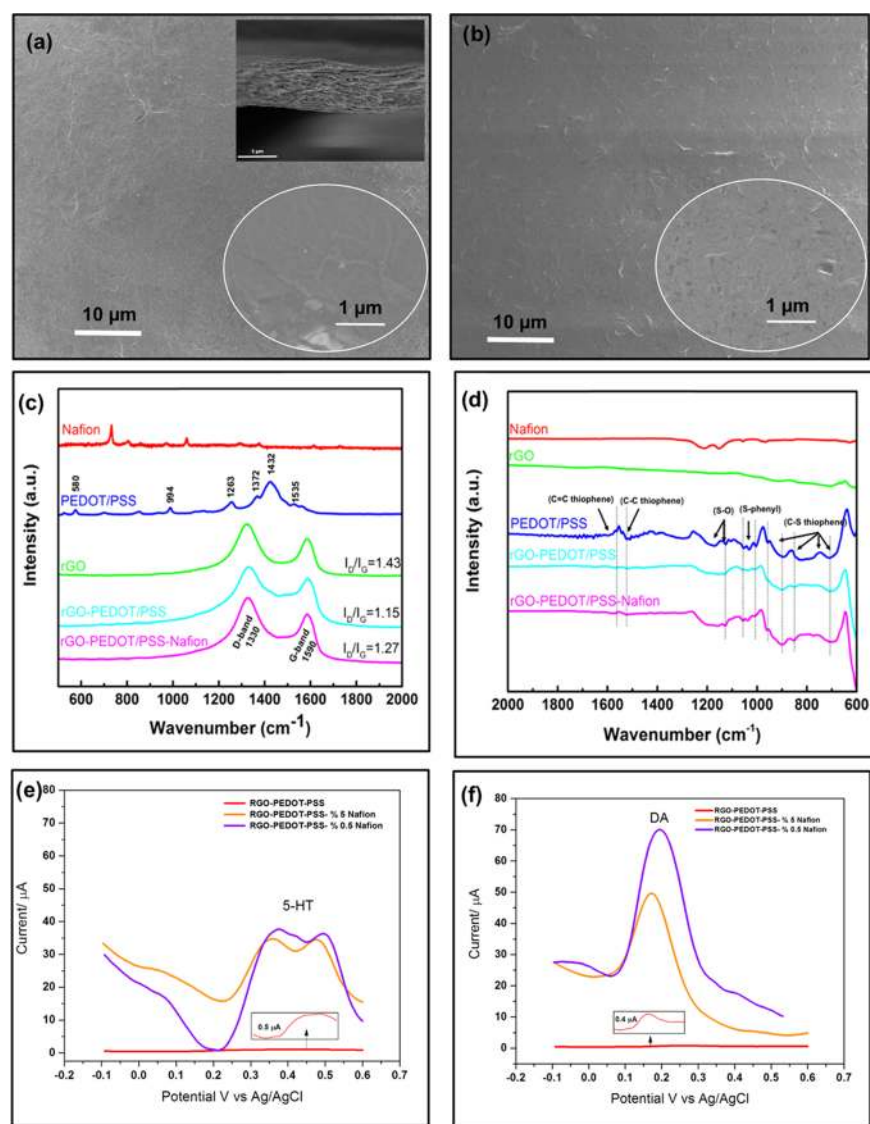 (a)
5 µm
10 µm
1 µm
(b)
10 µm
1 µm
(c)
Nafion
580
994
1263
1372
1432
1535
PEDOT/PSS
rGO
I_D/I_G=1.43
rGO-PEDOT/PSS
I_D/I_G=1.15
rGO-PEDOT/PSS-Nafion
D-band
1330
G-band
1590
I_D/I_G=1.27
Intensity (a.u.)
600 800 1000 1200 1400 1600 1800 2000
Wavenumber (cm⁻¹)
(d)
Nafion
rGO
(C=C thiophene)
(C-C thiophene)
(S-O)
(S-phenyl)
(C-S thiophene)
PEDOT/PSS
rGO-PEDOT/PSS
rGO-PEDOT/PSS-Nafion
Intensity (a.u.)
2000 1800 1600 1400 1200 1000 800 600
Wavenumber (cm⁻¹)
(e)
RGO-PEDOT-PSS
RGO-PEDOT-PSS- % 5 Nafion
RGO-PEDOT-PSS- % 0.5 Nafion
5-HT
0.5 µA
Current/ µA
80
70
60
50
40
30
20
10
0
-0.2 -0.1 0.0 0.1 0.2 0.3 0.4 0.5 0.6 0.7
Potential V vs Ag/AgCl
(f)
RGO-PEDOT-PSS
RGO-PEDOT-PSS- % 5 Nafion
RGO-PEDOT-PSS- % 0.5 Nafion
DA
0.4 µA
Current/ µA
80
70
60
50
40
30
20
10
0
-0.2 -0.1 0.0 0.1 0.2 0.3 0.4 0.5 0.6 0.7
Potential V vs Ag/AgCl